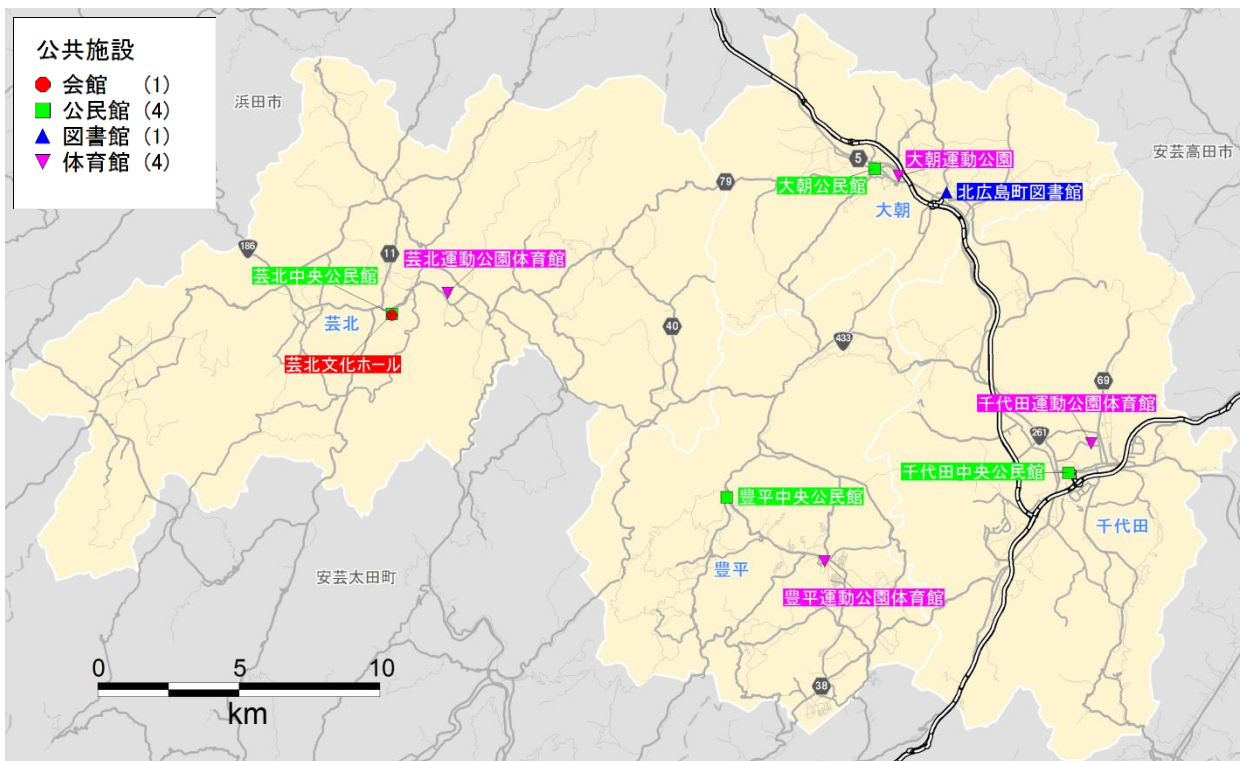 公共施設
会館 (1)
公民館 (4)
図書館 (1)
体育館 (4)
浜田市
安芸高田市
5
大朝運動公園
大朝公民館
79
北広島町図書館
大朝
186
11
芸北運動公園体育館
芸北中央公民館
芸北
40
433
芸北文化ホール
69
千代田運動公園体育館
261
千代田中央公民館
豊平中央公民館
千代田
豊平
安芸太田町
豊平運動公園体育館
0 5 10
km
38